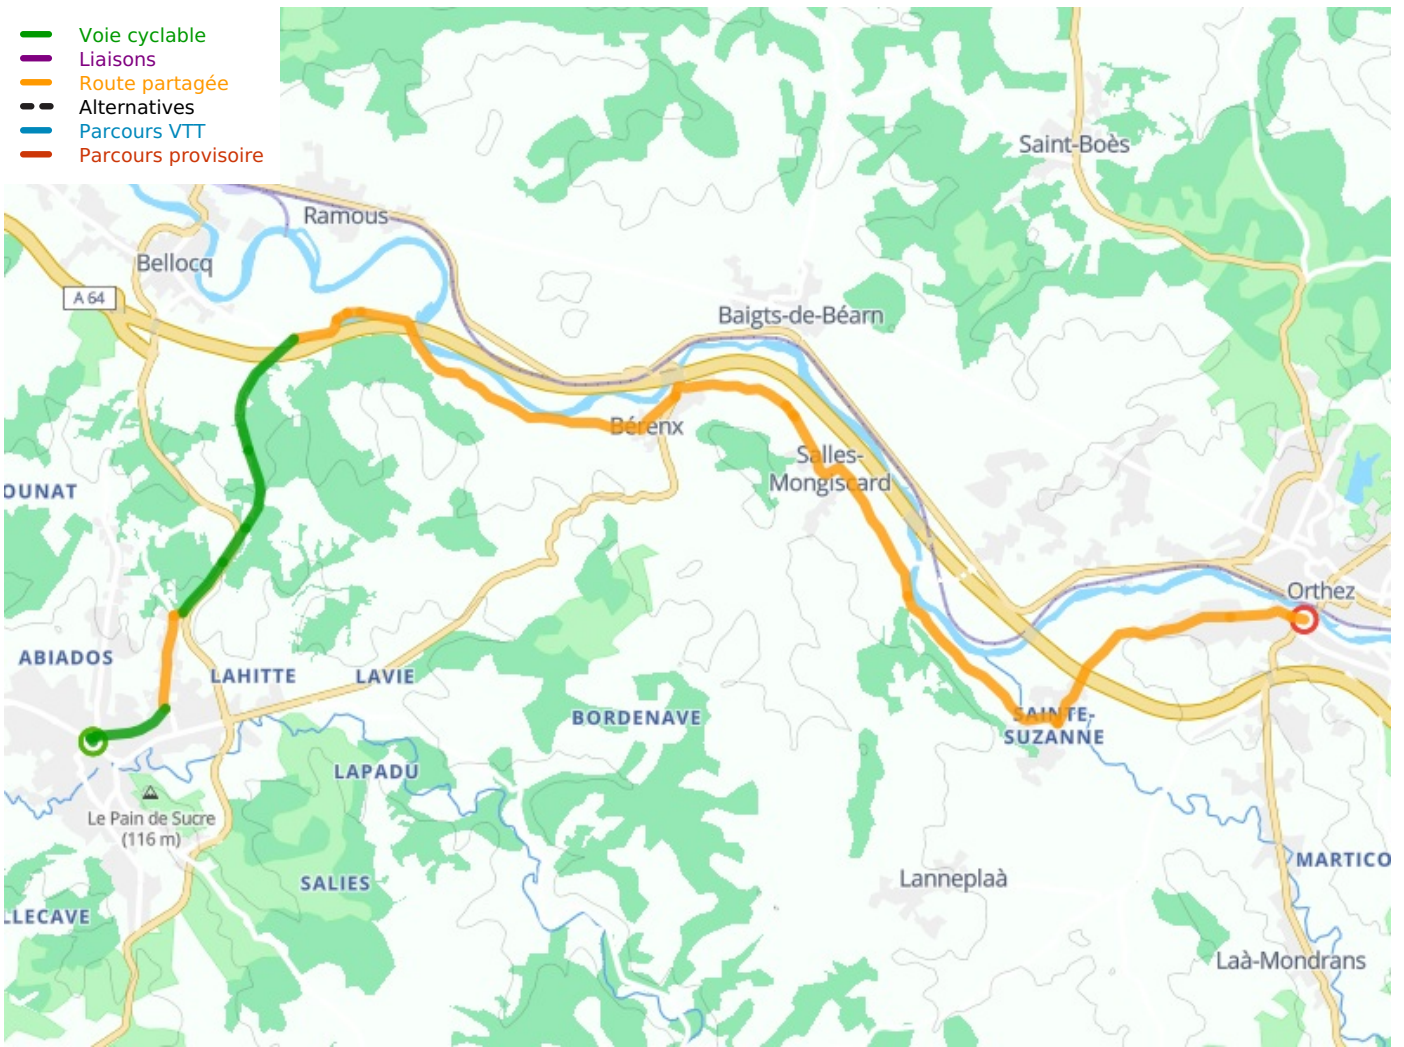 Voie cyclable
Liaisons
Route partagée
Alternatives
Parcours VTT
Parcours provisoire
Saint-Boès
Ramous
Bellocq
A 64
Baigts-de-Béarn
Bérenx
Salles-
Mongiscard
OUNAT
Orthez
ABIADOS
LAHITTE
LAVIE
BORDENAVE
SAINTE-
SUZANNE
LAPADU
Le Pain de Sucre
(116 m)
MARTICO
SALIES
Lanneplaà
LLECAVE
Laà-Mondrans